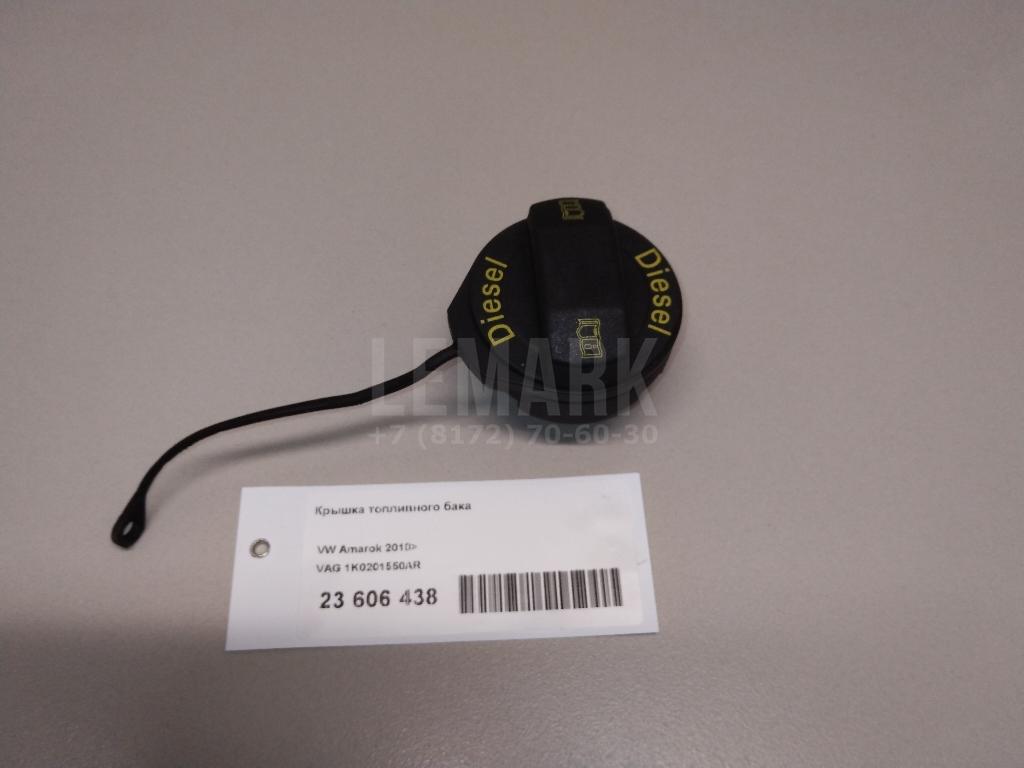 Diesel
Diesel
LEMARK
+7 (8172) 70-60-30
Крышка топливного бака
VW Amarok 2010>
VAG 1K0201550AR
23 606 438